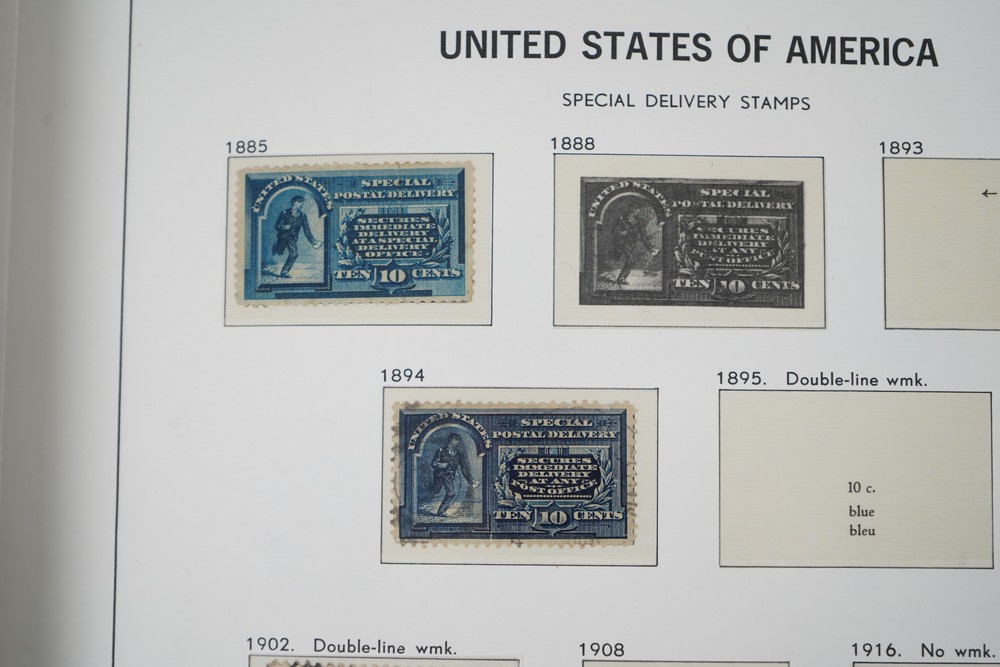 UNITED STATES OF AMERICA
SPECIAL DELIVERY STAMPS
1885
1888
1893
UNITED STATES
SPECIAL
POSTAL DELIVERY
SECURES
IMMEDIATE
DELIVERY
AT A SPECIAL
DELIVERY
OFFICE
TEN 10 CENTS
UNITED STATES
SPECIAL
POSTAL DELIVERY
SECURES
IMMEDIATE
DELIVERY
AT ANY
POST OFFICE
TEN 10 CENTS
←
1894
1895. Double-line wmk.
UNITED STATES
SPECIAL
POSTAL DELIVERY
SECURES
IMMEDIATE
DELIVERY
AT ANY
POST OFFICE
TEN 10 CENTS
10 c.
blue
bleu
1902. Double-line wmk.
1908
1916. No wmk.